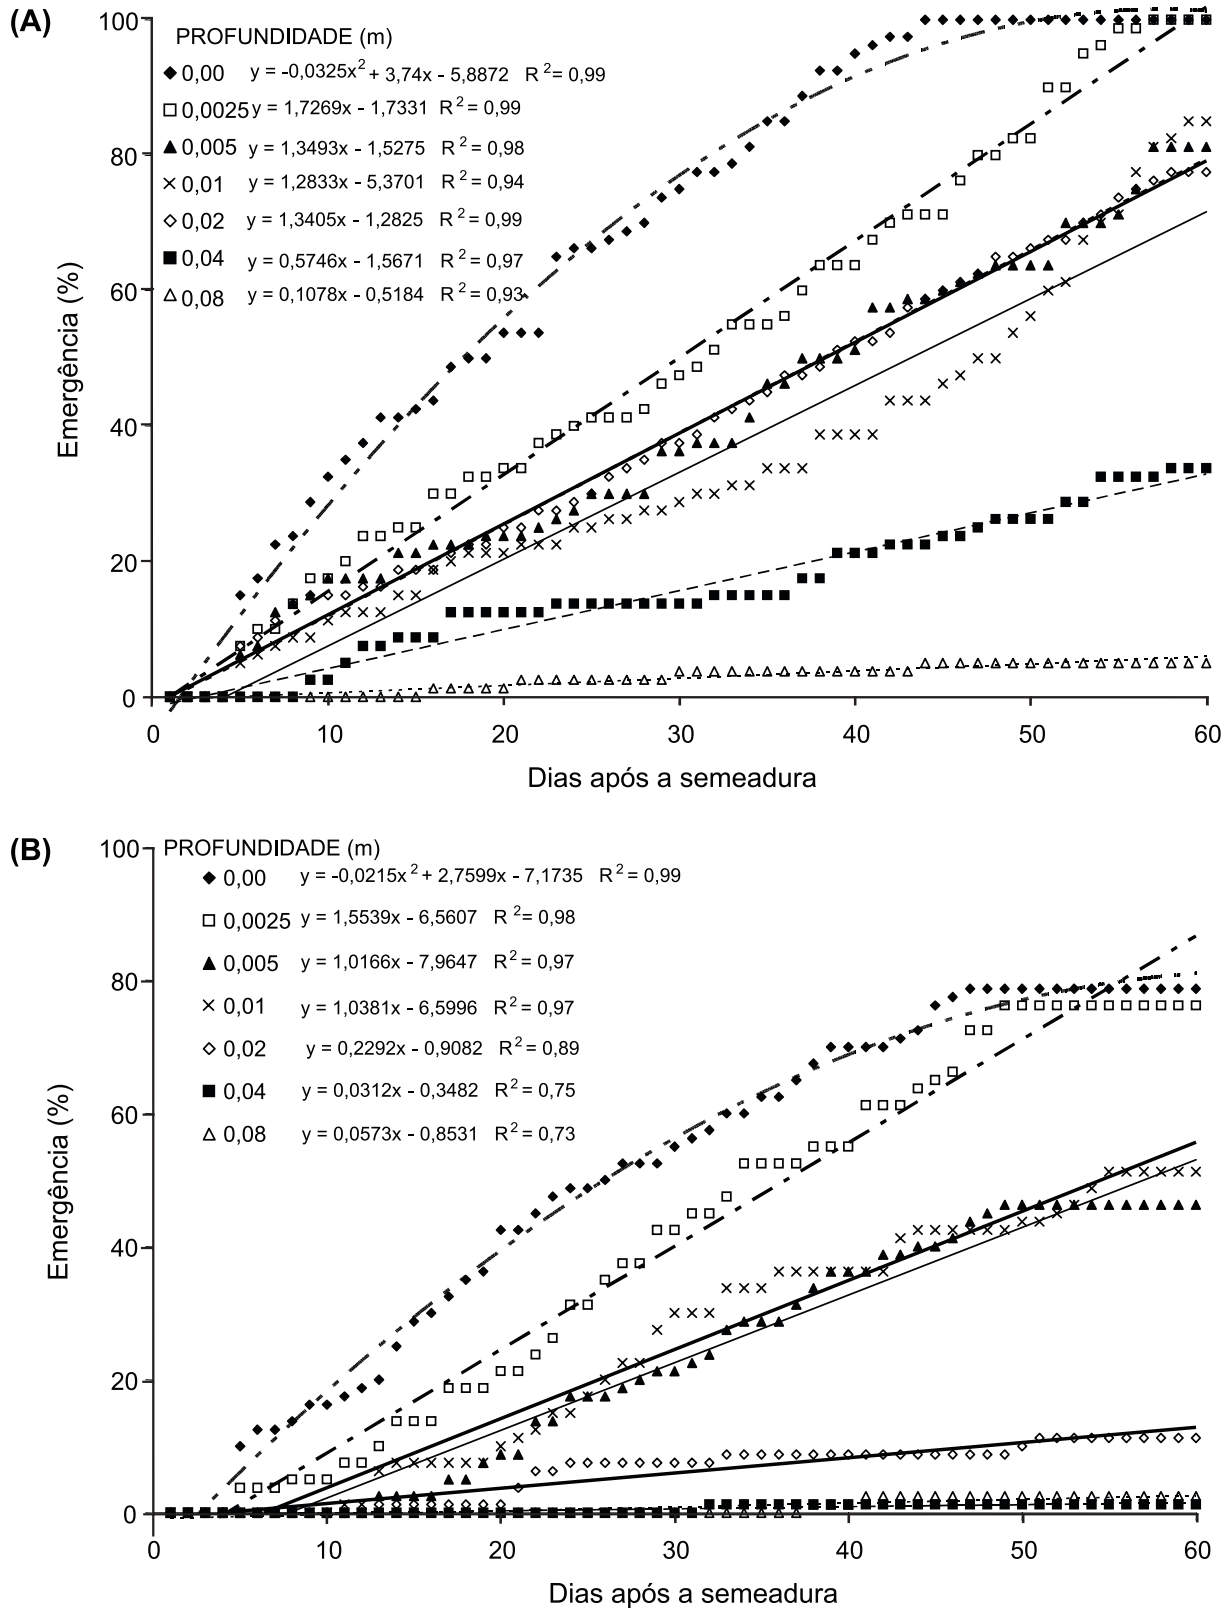 (A)
PROFUNDIDADE (m)
0,00 y = -0,0325x² + 3,74x - 5,8872 R² = 0,99
0,0025 y = 1,7269x - 1,7331 R² = 0,99
0,005 y = 1,3493x - 1,5275 R² = 0,98
0,01 y = 1,2833x - 5,3701 R² = 0,94
0,02 y = 1,3405x - 1,2825 R² = 0,99
0,04 y = 0,5746x - 1,5671 R² = 0,97
0,08 y = 0,1078x - 0,5184 R² = 0,93
Emergência (%)
100
80
60
40
20
0
0 10 20 30 40 50 60
Dias após a semeadura
(B)
PROFUNDIDADE (m)
0,00 y = -0,0215x² + 2,7599x - 7,1735 R² = 0,99
0,0025 y = 1,5539x - 6,5607 R² = 0,98
0,005 y = 1,0166x - 7,9647 R² = 0,97
0,01 y = 1,0381x - 6,5996 R² = 0,97
0,02 y = 0,2292x - 0,9082 R² = 0,89
0,04 y = 0,0312x - 0,3482 R² = 0,75
0,08 y = 0,0573x - 0,8531 R² = 0,73
Emergência (%)
100
80
60
40
20
0
0 10 20 30 40 50 60
Dias após a semeadura